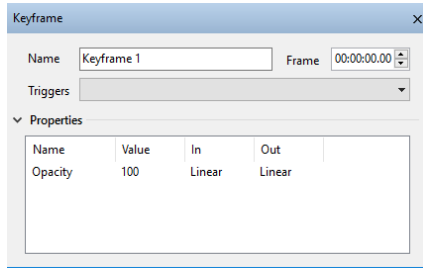 Keyframe
Name Keyframe 1 Frame 00:00:00.00
Triggers
Properties
Name Value In Out
Opacity 100 Linear Linear